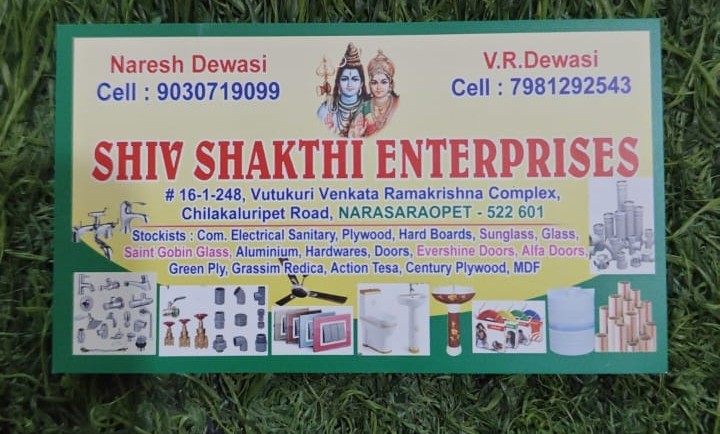 Naresh Dewasi
Cell : 9030719099
V.R.Dewasi
Cell : 7981292543
SHIV SHAKTHI ENTERPRISES
# 16-1-248, Vutukuri Venkata Ramakrishna Complex,
Chilakaluripet Road, NARASARAOPET - 522 601
Stockists : Com. Electrical Sanitary, Plywood, Hard Boards, Sunglass, Glass,
Saint Gobin Glass, Aluminium, Hardwares, Doors, Evershine Doors, Alfa Doors,
Green Ply, Grassim Redica, Action Tesa, Century Plywood, MDF